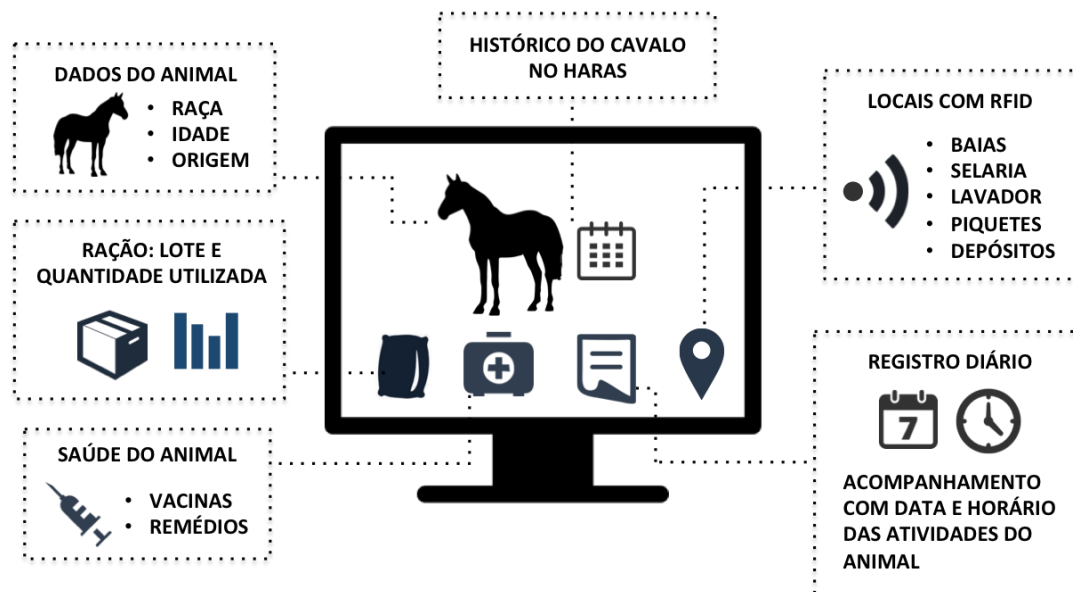 DADOS DO ANIMAL
• RAÇA
• IDADE
• ORIGEM
HISTÓRICO DO CAVALO
NO HARAS
LOCAIS COM RFID
• BAIAS
• SELARIA
• LAVADOR
• PIQUETES
• DEPÓSITOS
RAÇÃO: LOTE E
QUANTIDADE UTILIZADA
SAÚDE DO ANIMAL
• VACINAS
• REMÉDIOS
REGISTRO DIÁRIO
7
ACOMPANHAMENTO
COM DATA E HORÁRIO
DAS ATIVIDADES DO
ANIMAL